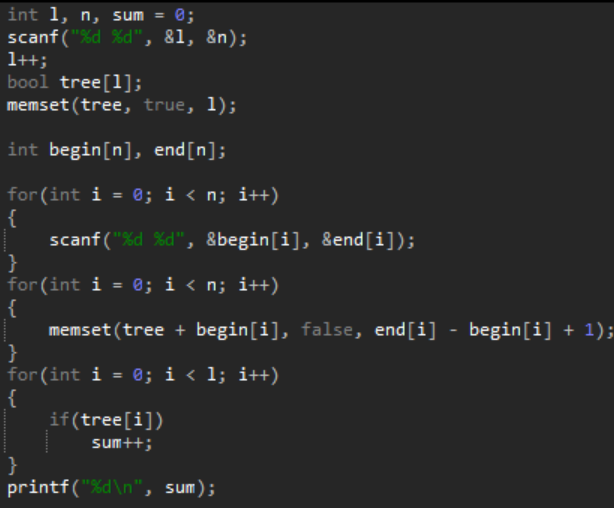 int l, n, sum = 0;
scanf("%d %d", &l, &n);
l++;
bool tree[l];
memset(tree, true, l);
int begin[n], end[n];
for(int i = 0; i < n; i++)
{
scanf("%d %d", &begin[i], &end[i]);
}
for(int i = 0; i < n; i++)
{
memset(tree + begin[i], false, end[i] - begin[i] + 1);
}
for(int i = 0; i < l; i++)
{
if(tree[i])
sum++;
}
printf("%d\n", sum);